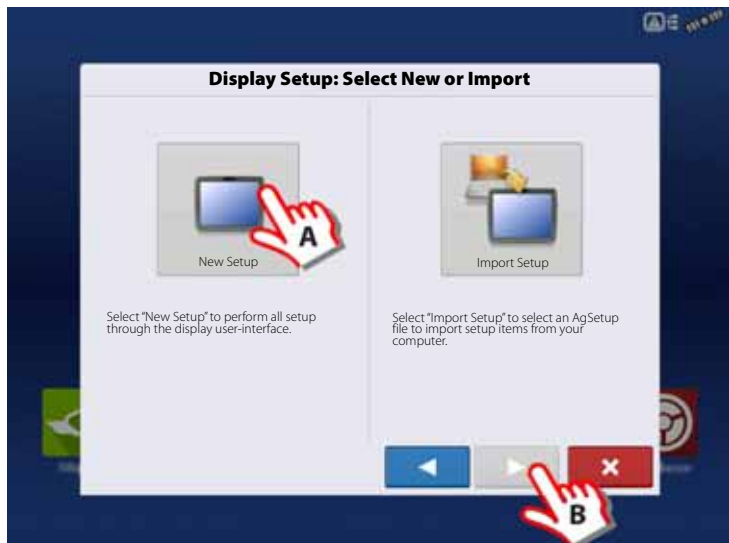 Display Setup: Select New or Import
A
New Setup
Select "New Setup" to perform all setup
through the display user-interface.
Import Setup
Select "Import Setup" to select an AgSetup
file to import setup items from your
computer.
B